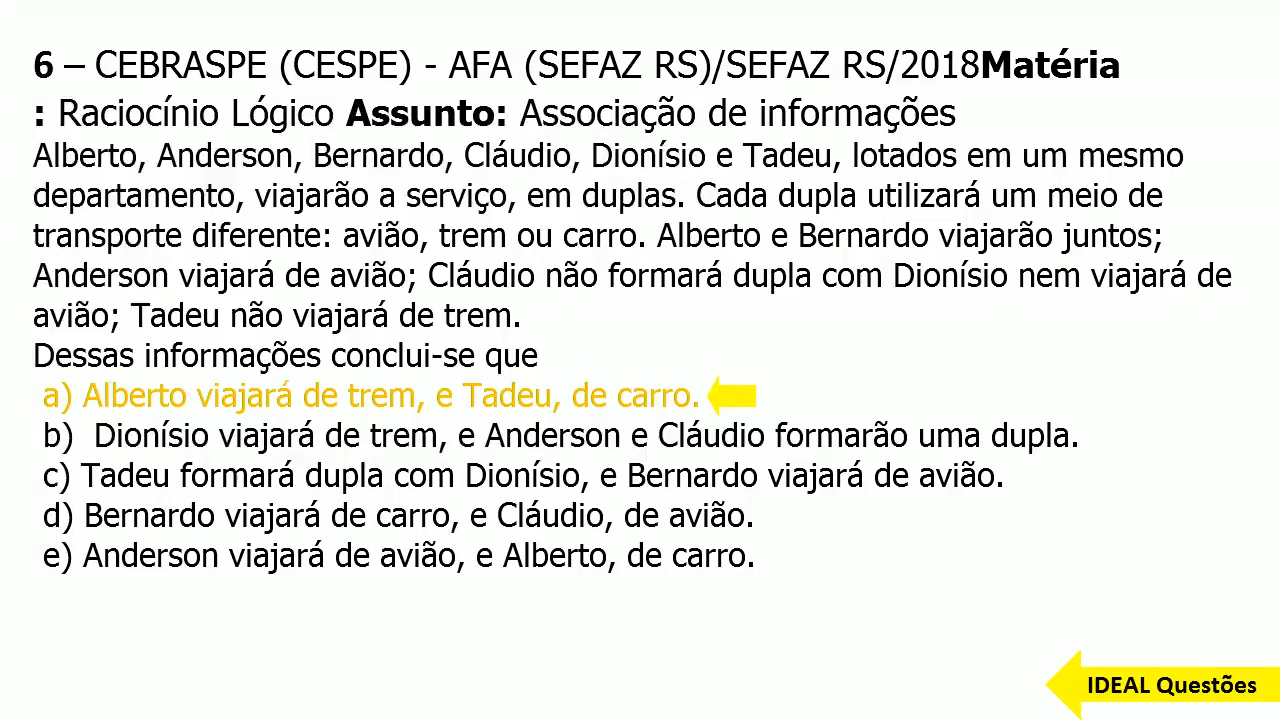 6 – CEBRASPE (CESPE) - AFA (SEFAZ RS)/SEFAZ RS/2018Matéria
: Raciocínio Lógico Assunto: Associação de informações
Alberto, Anderson, Bernardo, Cláudio, Dionísio e Tadeu, lotados em um mesmo
departamento, viajarão a serviço, em duplas. Cada dupla utilizará um meio de
transporte diferente: avião, trem ou carro. Alberto e Bernardo viajarão juntos;
Anderson viajará de avião; Cláudio não formará dupla com Dionísio nem viajará de
avião; Tadeu não viajará de trem.
Dessas informações conclui-se que
a) Alberto viajará de trem, e Tadeu, de carro.
b) Dionísio viajará de trem, e Anderson e Cláudio formarão uma dupla.
c) Tadeu formará dupla com Dionísio, e Bernardo viajará de avião.
d) Bernardo viajará de carro, e Cláudio, de avião.
e) Anderson viajará de avião, e Alberto, de carro.
IDEAL Questões